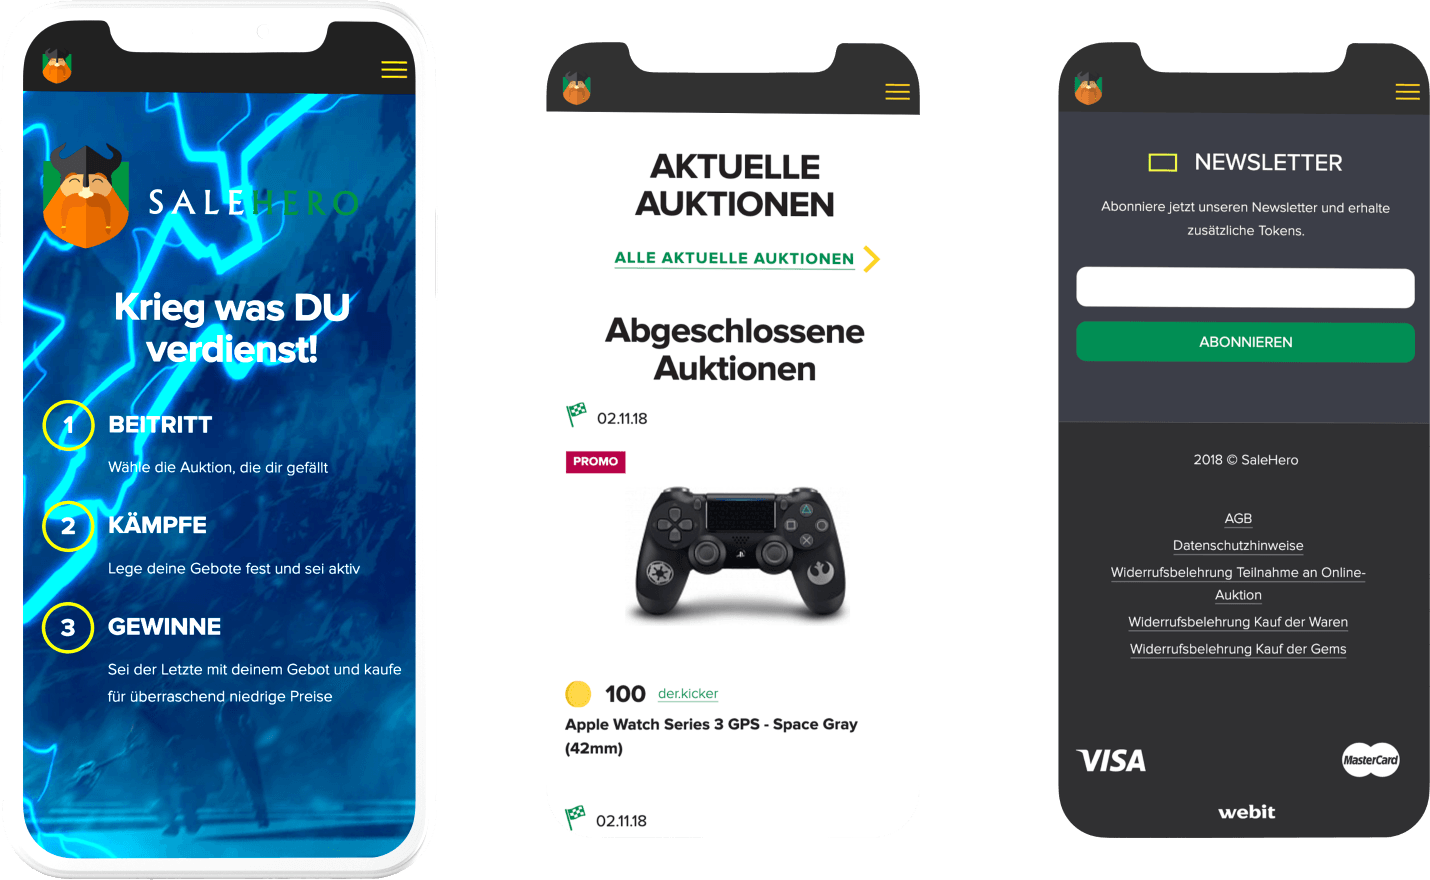 SALEHERO
Krieg was DU
verdienst!
1 BEITRITT
Wähle die Auktion, die dir gefällt
2 KÄMPFE
Lege deine Gebote fest und sei aktiv
3 GEWINNE
Sei der Letzte mit deinem Gebot und kaufe
für überraschend niedrige Preise
AKTUELLE
AUKTIONEN
ALLE AKTUELLE AUKTIONEN
Abgeschlossene
Auktionen
02.11.18
PROMO
100 der.kicker
Apple Watch Series 3 GPS - Space Gray
(42mm)
02.11.18
NEWSLETTER
Abonniere jetzt unseren Newsletter und erhalte
zusätzliche Tokens.
ABONNIEREN
2018 © SaleHero
AGB
Datenschutzhinweise
Widerrufsbelehrung Teilnahme an Online-
Auktion
Widerrufsbelehrung Kauf der Waren
Widerrufsbelehrung Kauf der Gems
VISA MasterCard
webit